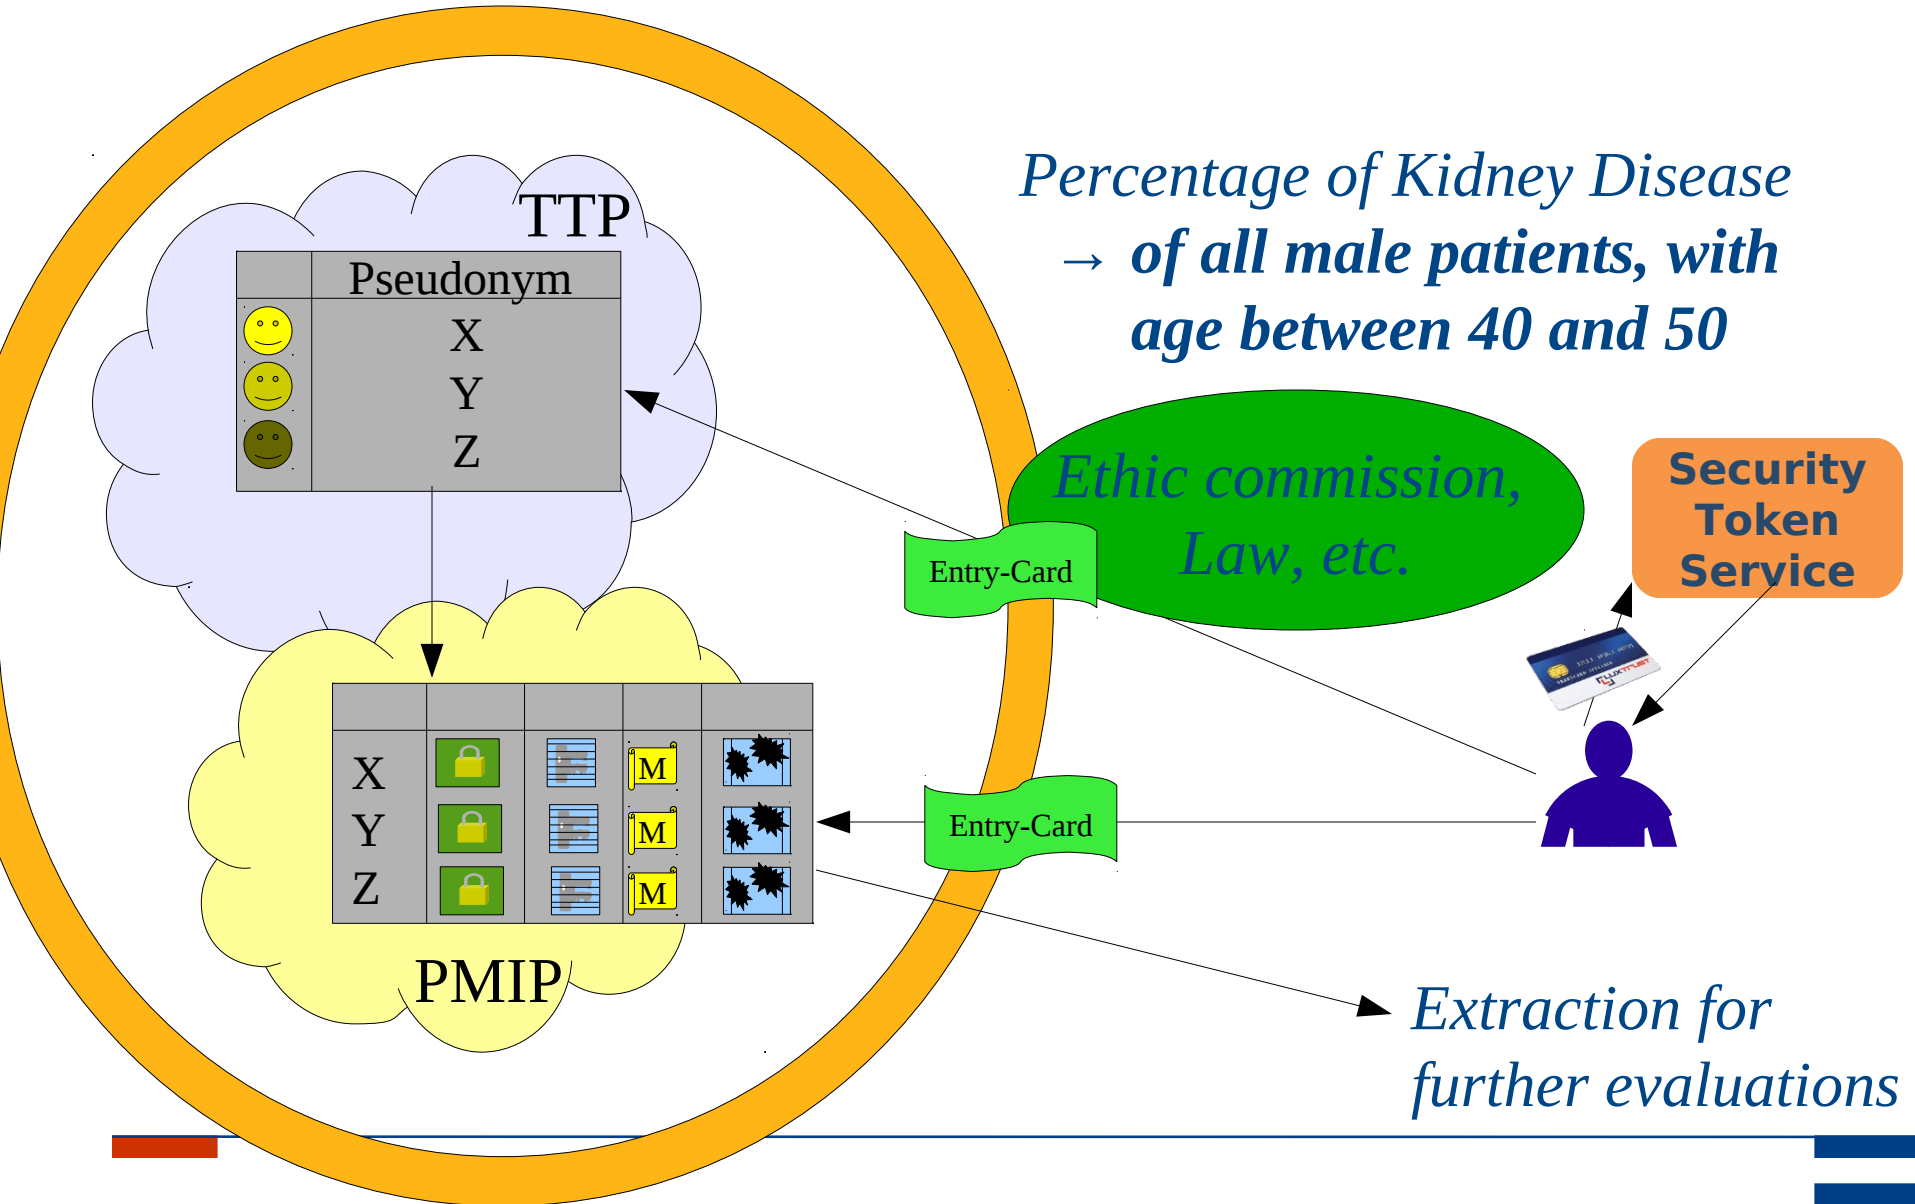 Percentage of Kidney Disease
→ of all male patients, with
age between 40 and 50
TTP
Pseudonym
X
Y
Z
Ethic commission,
Law, etc.
Security
Token
Service
Entry-Card
LUXTRUST
X
Y
Z
M
M
M
Entry-Card
PMIP
Extraction for
further evaluations